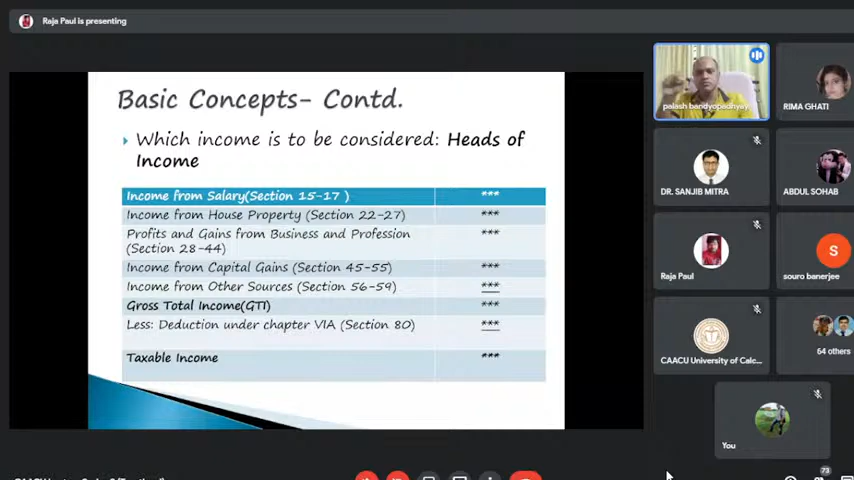 Raja Paul is presenting
Basic Concepts- Contd.
Which income is to be considered: Heads of
Income
Income from Salary(Section 15-17 ) ***
Income from House Property (Section 22-27) ***
Profits and Gains from Business and Profession ***
(Section 28-44)
Income from Capital Gains (Section 45-55) ***
Income from Other Sources (Section 56-59) ***
Gross Total Income(GTI) ***
Less: Deduction under chapter VIA (Section 80) ***
Taxable Income ***
palash bandyopadhyay
RIMA GHATI
DR. SANJIB MITRA
ABDUL SOHAB
Raja Paul
S
souro banerjee
CAACU University of Calc...
64 others
You
73